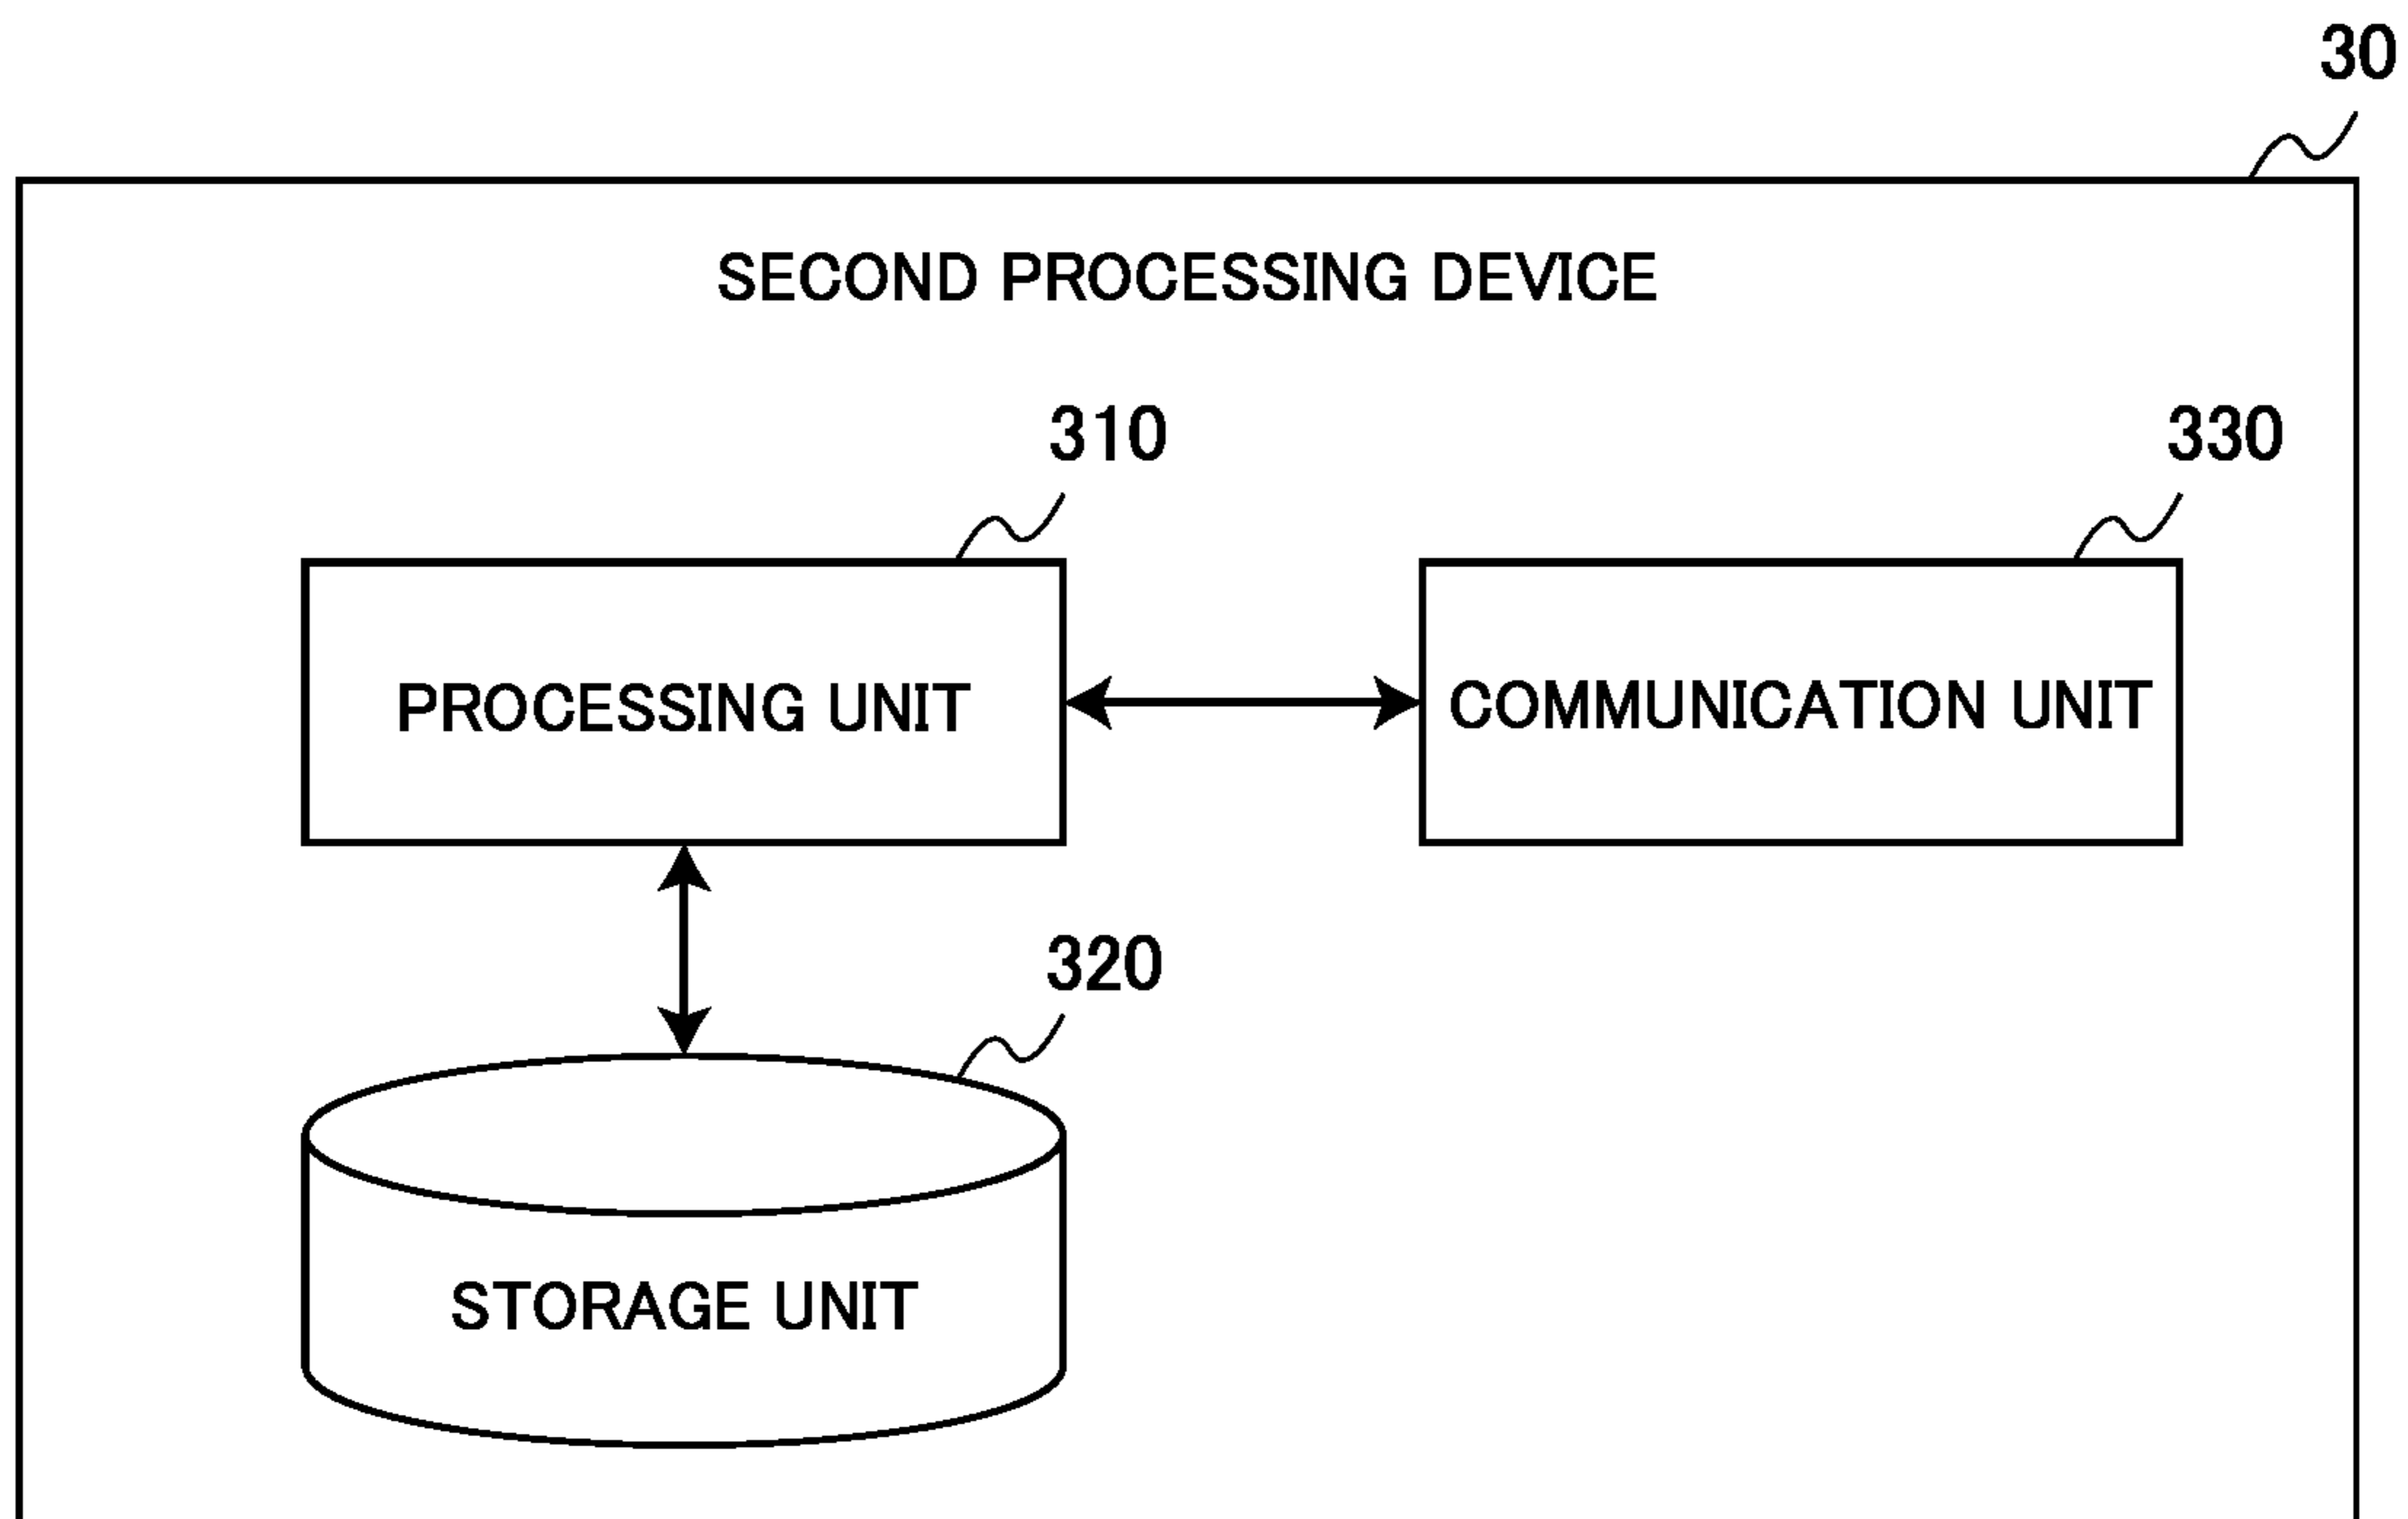 30
SECOND PROCESSING DEVICE
310
330
PROCESSING UNIT
COMMUNICATION UNIT
320
STORAGE UNIT